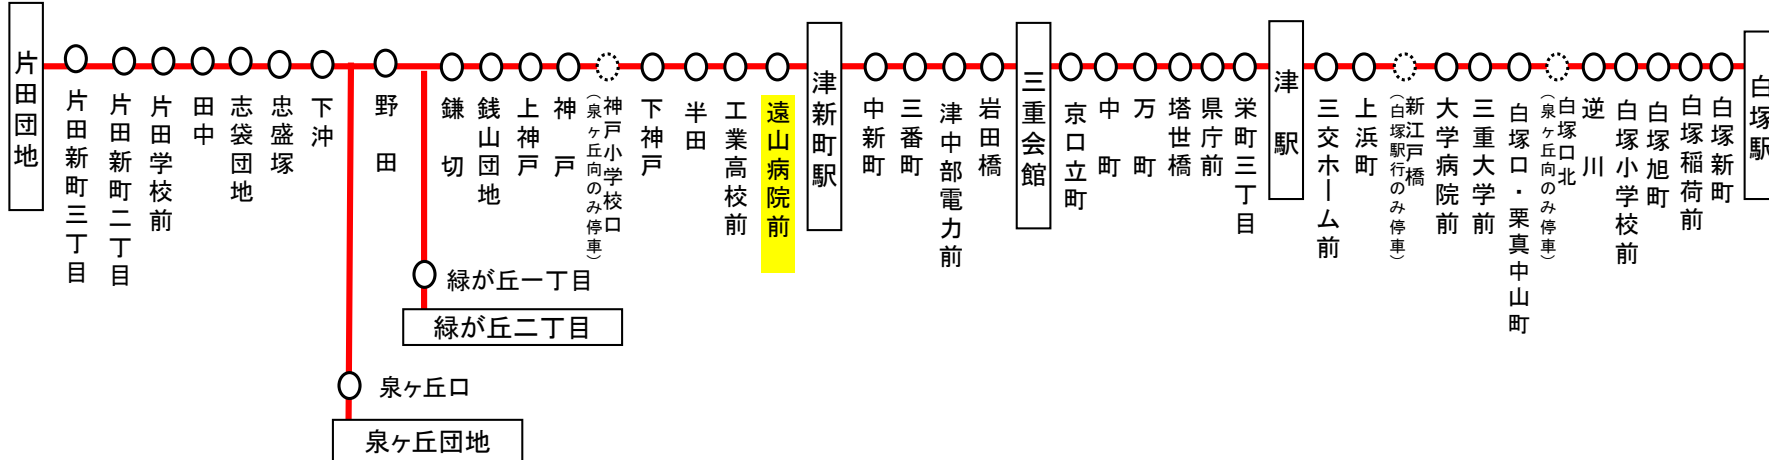 片田団地
片田新町三丁目
片田新町二丁目
片田学校前
田中
志袋団地
忠盛塚
下沖
野田
鎌切
銭山団地
上神戸
神戸
神戸小学校口
（泉ヶ丘向のみ停車）
下神戸
半田
工業高校前
遠山病院前
津新町駅
中新町
三番町
津中部電力前
岩田橋
三重会館
京口立町
中町
万町
塔世橋
県庁前
栄町三丁目
津駅
三交ホーム前
上浜町
新江戸橋
（白塚駅行のみ停車）
大学病院前
三重大学前
白塚口・栗真中山町
白塚口北
（泉ヶ丘向のみ停車）
逆川
白塚小学校前
白塚旭町
白塚稲荷前
白塚新町
白塚駅
緑が丘一丁目
緑が丘二丁目
泉ヶ丘口
泉ヶ丘団地